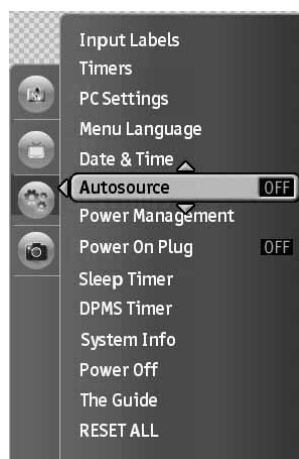 Input Labels
Timers
PC Settings
Menu Language
Date & Time
Autosource OFF
Power Management
Power On Plug OFF
Sleep Timer
DPMS Timer
System Info
Power Off
The Guide
RESET ALL